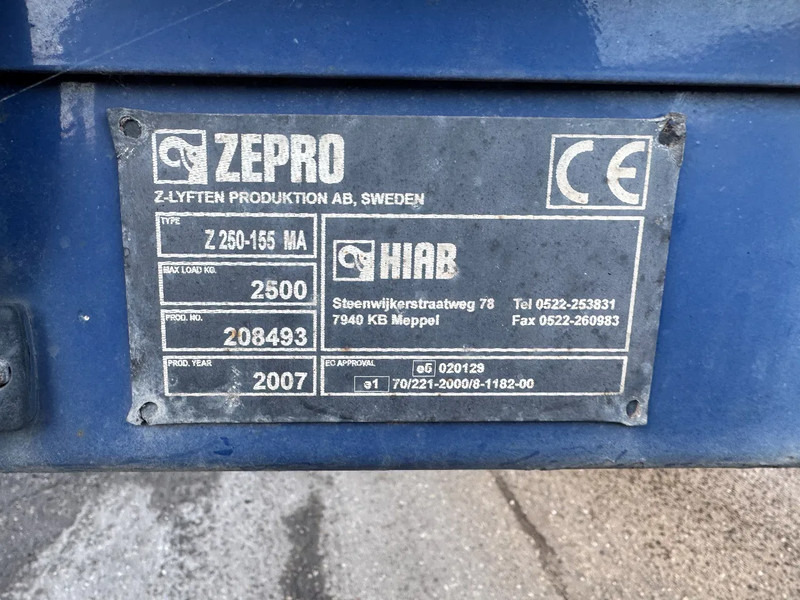 ZEPRO
Z-LYFTEN PRODUKTION AB, SWEDEN
CE
TYPE
Z 250-155 MA
MAX LOAD KG.
2500
PROD. NO.
208493
PROD. YEAR
2007
HIAB
Steenwijkerstraatweg 78 Tel 0522-253831
7940 KB Meppel Fax 0522-260983
EC APPROVAL
e5 020129
e1 70/221-2000/8-1182-00